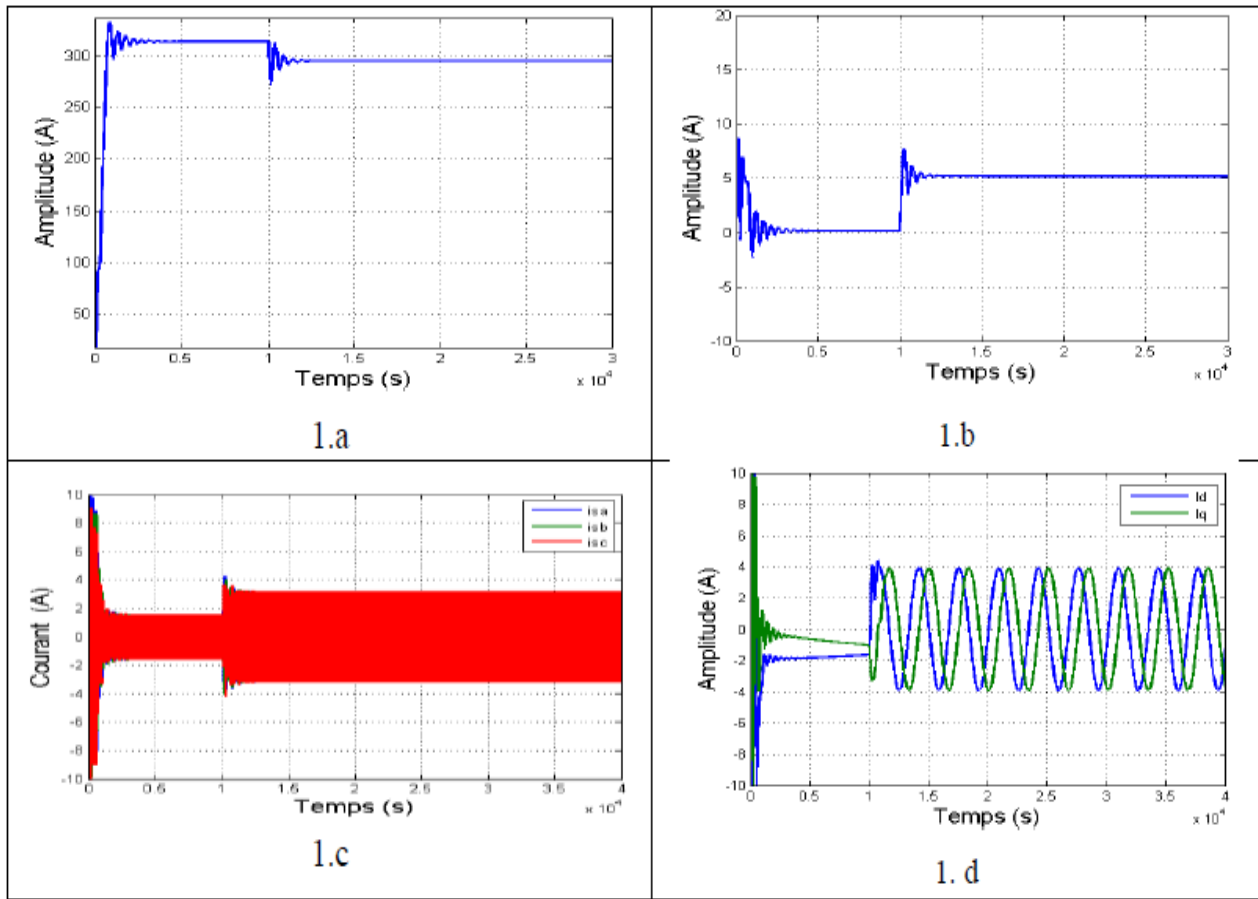 300
250
200
150
100
50
Amplitude (A)
0 0.5 1 1.5 2 2.5 3
Temps (s)
x 10⁴
1.a
20
15
10
5
0
-5
-10
Amplitude (A)
0 0.5 1 1.5 2 2.5 3
Temps (s)
x 10⁴
1.b
10
8
6
4
2
0
-2
-4
-6
-8
-10
Courant (A)
isa
isb
isc
0 0.5 1 1.5 2 2.5 3 3.5 4
Temps (s)
x 10⁴
1.c
10
8
6
4
2
0
-2
-4
-6
-8
-10
Amplitude (A)
Id
Iq
0 0.5 1 1.5 2 2.5 3 3.5 4
Temps (s)
x 10⁴
1. d